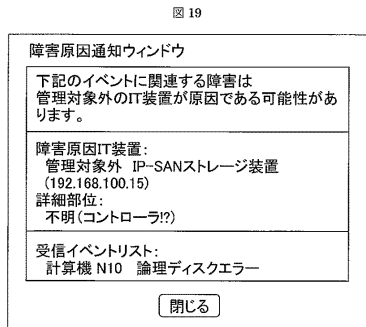 図 19
障害原因通知ウィンドウ
下記のイベントに関連する障害は
管理対象外のIT装置が原因である可能性があ
ります。
障害原因IT装置:
管理対象外 IP-SANストレージ装置
(192.168.100.15)
詳細部位:
不明(コントローラ!?)
受信イベントリスト:
計算機 N10 論理ディスクエラー
閉じる